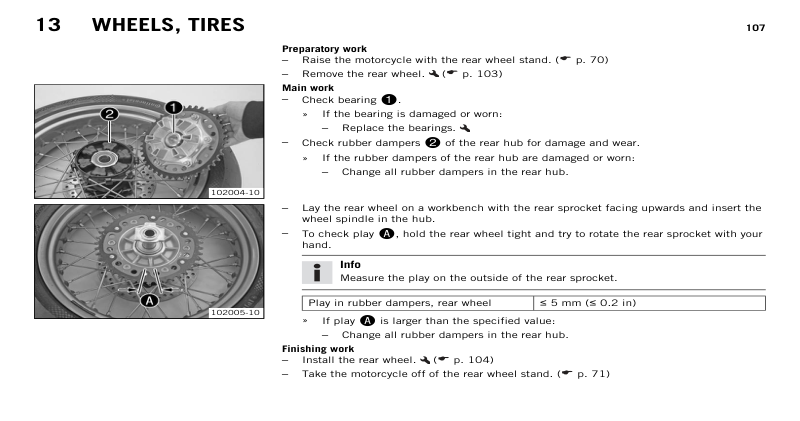 13 WHEELS, TIRES 107
Preparatory work
– Raise the motorcycle with the rear wheel stand. (☛ p. 70)
– Remove the rear wheel. 🔧 (☛ p. 103)
Main work
– Check bearing 1.
» If the bearing is damaged or worn:
– Replace the bearings. 🔧
– Check rubber dampers 2 of the rear hub for damage and wear.
» If the rubber dampers of the rear hub are damaged or worn:
– Change all rubber dampers in the rear hub.
2 1
102004-10
– Lay the rear wheel on a workbench with the rear sprocket facing upwards and insert the
wheel spindle in the hub.
– To check play A, hold the rear wheel tight and try to rotate the rear sprocket with your
hand.
Info
Measure the play on the outside of the rear sprocket.
Play in rubber dampers, rear wheel ≤ 5 mm (≤ 0.2 in)
» If play A is larger than the specified value:
– Change all rubber dampers in the rear hub.
A
102005-10
Finishing work
– Install the rear wheel. 🔧 (☛ p. 104)
– Take the motorcycle off of the rear wheel stand. (☛ p. 71)